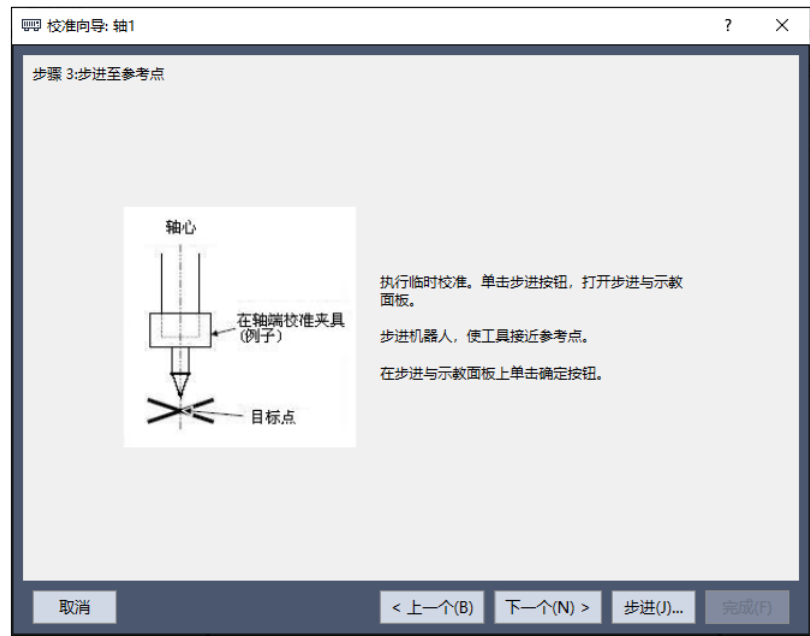 校准向导: 轴1
?
步骤 3:步进至参考点
轴心
在轴端校准夹具
(例子)
目标点
执行临时校准。单击步进按钮，打开步进与示教
面板。
步进机器人，使工具接近参考点。
在步进与示教面板上单击确定按钮。
取消
< 上一个(B)
下一个(N) >
步进(J)...
完成(F)